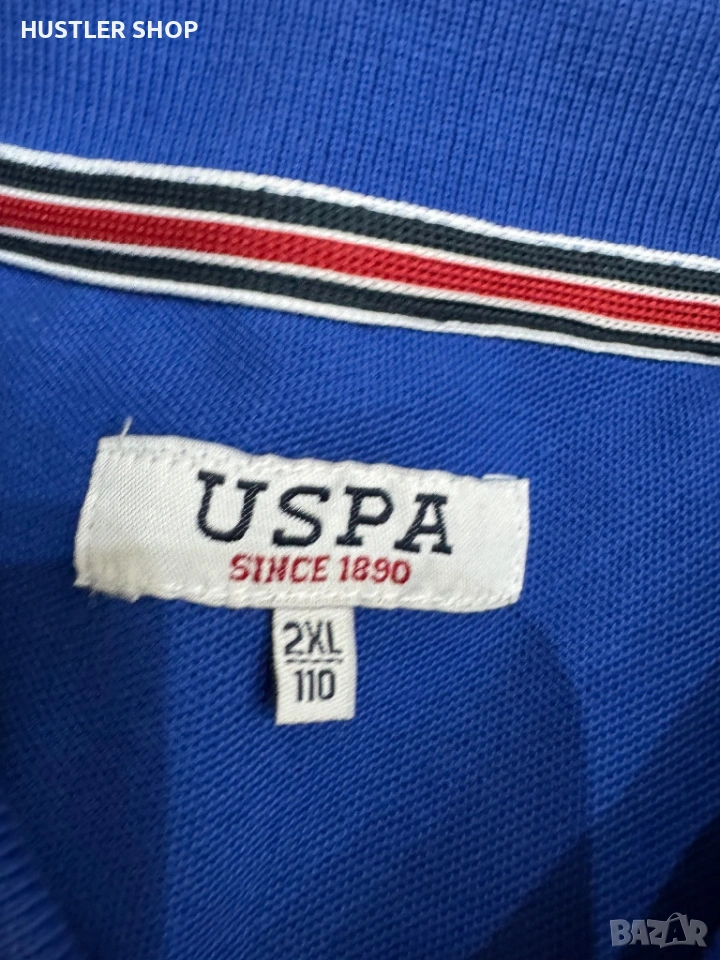 HUSTLER SHOP
USPA
SINCE 1890
2XL
110
BAZAR